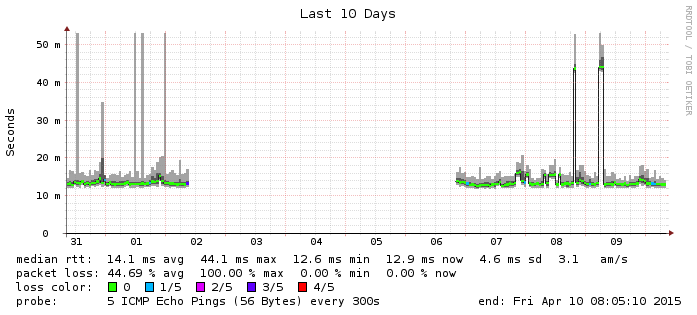 Last 10 Days
RRDTOOL / TOBI OETIKER
Seconds
50 m
40 m
30 m
20 m
10 m
0
31 01 02 03 04 05 06 07 08 09
median rtt: 14.1 ms avg 44.1 ms max 12.6 ms min 12.9 ms now 4.6 ms sd 3.1 am/s
packet loss: 44.69 % avg 100.00 % max 0.00 % min 0.00 % now
loss color: 0 1/5 2/5 3/5 4/5
probe: 5 ICMP Echo Pings (56 Bytes) every 300s end: Fri Apr 10 08:05:10 2015